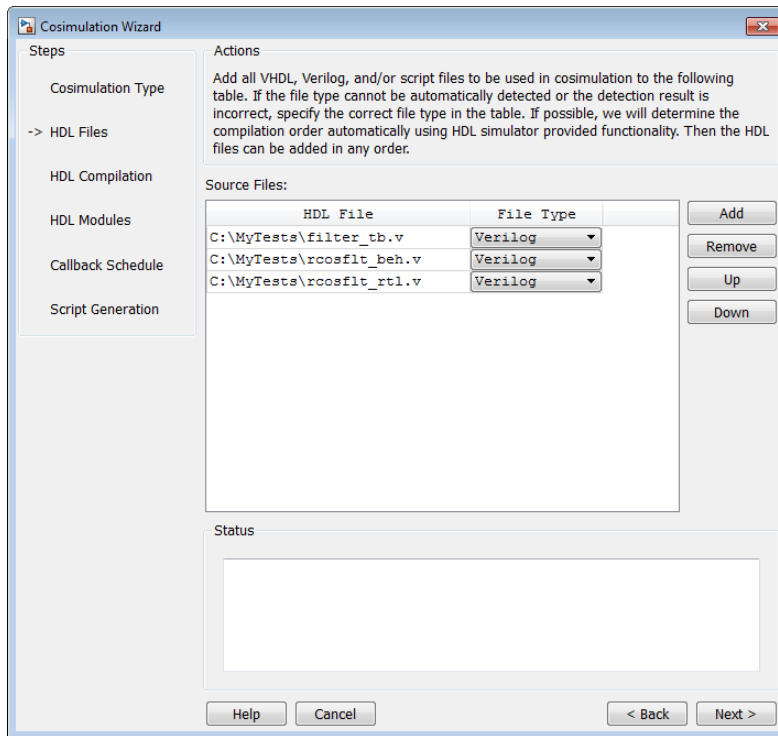 Cosimulation Wizard
Steps
Cosimulation Type
-> HDL Files
HDL Compilation
HDL Modules
Callback Schedule
Script Generation
Actions
Add all VHDL, Verilog, and/or script files to be used in cosimulation to the following
table. If the file type cannot be automatically detected or the detection result is
incorrect, specify the correct file type in the table. If possible, we will determine the
compilation order automatically using HDL simulator provided functionality. Then the HDL
files can be added in any order.
Source Files:
HDL File File Type
C:\MyTests\filter_tb.v Verilog
C:\MyTests\rcosflt_beh.v Verilog
C:\MyTests\rcosflt_rtl.v Verilog
Add
Remove
Up
Down
Status
Help Cancel < Back Next >